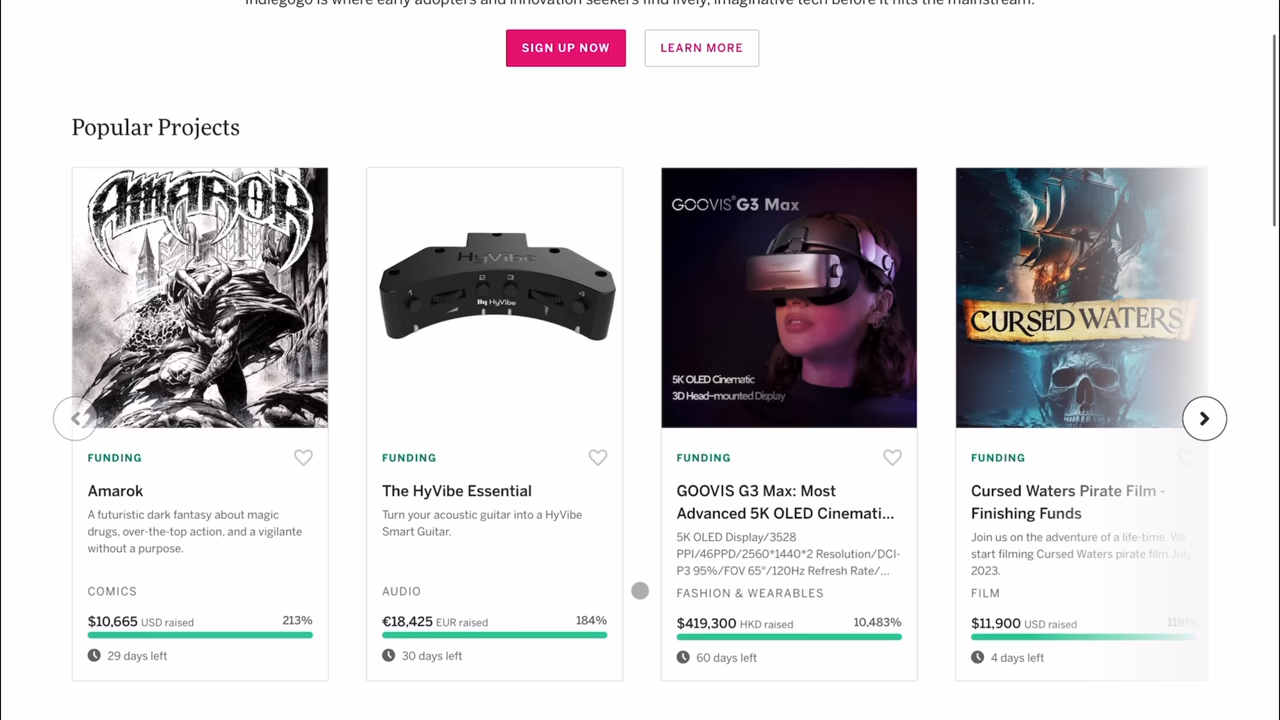 Indiegogo is where early adopters and innovation seekers find lively, imaginative tech before it hits the mainstream.
SIGN UP NOW
LEARN MORE
Popular Projects
AMAROK
FUNDING
Amarok
A futuristic dark fantasy about magic
drugs, over-the-top action, and a vigilante
without a purpose.
COMICS
$10,665 USD raised
213%
29 days left
HyVibe
1
2
3
4
HyVibe
FUNDING
The HyVibe Essential
Turn your acoustic guitar into a HyVibe
Smart Guitar.
AUDIO
€18,425 EUR raised
184%
30 days left
GOOVIS® G3 Max
5K OLED Cinematic
3D Head-mounted Display
FUNDING
GOOVIS G3 Max: Most
Advanced 5K OLED Cinemati...
5K OLED Display/3528
PPI/46PPD/2560*1440*2 Resolution/DCI-
P3 95%/FOV 65°/120Hz Refresh Rate/...
FASHION & WEARABLES
$419,300 HKD raised
10,483%
60 days left
CURSED WATERS
FUNDING
Cursed Waters Pirate Film -
Finishing Funds
Join us on the adventure of a life-time. We
start filming Cursed Waters pirate film July
2023.
FILM
$11,900 USD raised
119%
4 days left